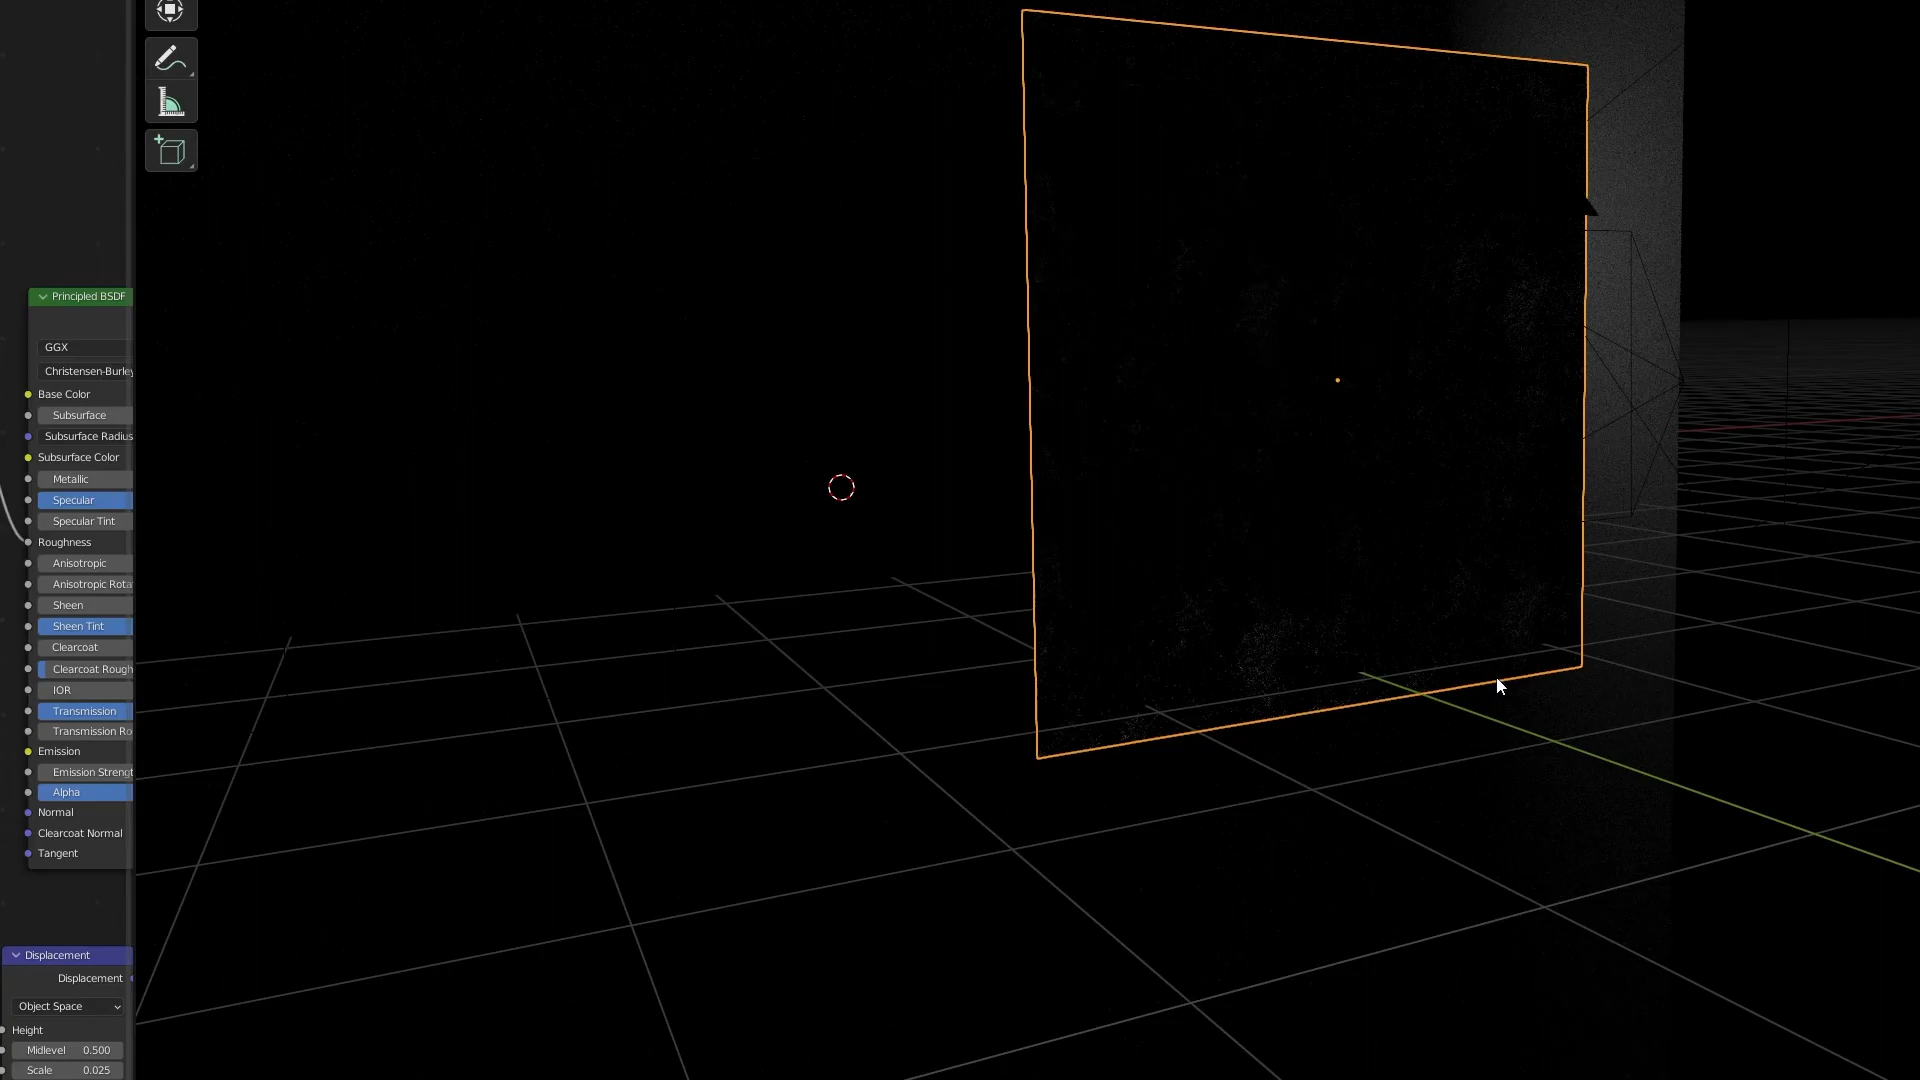 Principled BSDF
GGX
Christensen-Burley
Base Color
Subsurface
Subsurface Radius
Subsurface Color
Metallic
Specular
Specular Tint
Roughness
Anisotropic
Anisotropic Rota
Sheen
Sheen Tint
Clearcoat
Clearcoat Rough
IOR
Transmission
Transmission Ro
Emission
Emission Strengt
Alpha
Normal
Clearcoat Normal
Tangent
Displacement
Displacement
Object Space
Height
Midlevel 0.500
Scale 0.025